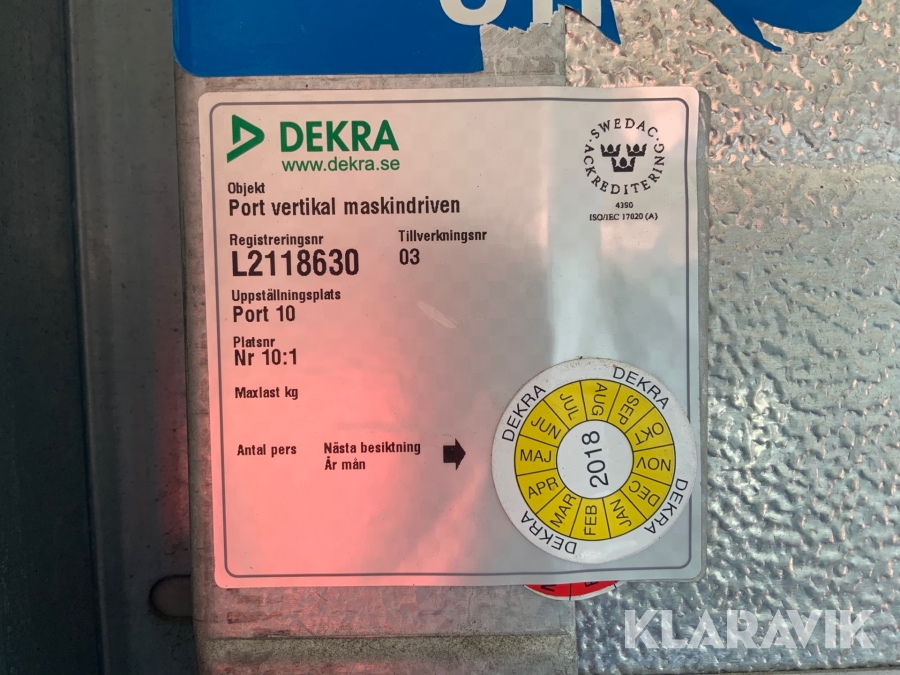 DEKRA
www.dekra.se
SWEDAC
ACKREDITERING
4390
ISO/IEC 17020 (A)
Objekt
Port vertikal maskindriven
Registreringsnr
Tillverkningsnr
L2118630
03
Uppställningsplats
Port 10
Platsnr
Nr 10:1
Maxlast kg
Antal pers
Nästa besiktning
År mån
DEKRA
DEKRA
DEKRA
DEKRA
DEKRA
JAN
FEB
MAR
APR
MAJ
JUN
JUL
AUG
SEP
OKT
NOV
DEC
2018
KLARAVIK